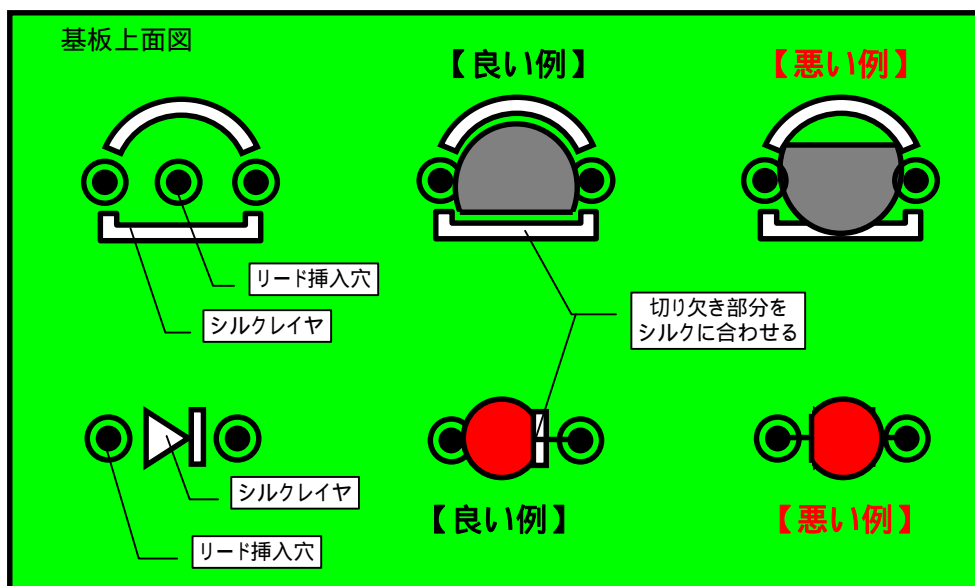 基板上面図
【良い例】
【悪い例】
リード挿入穴
シルクレイヤ
切り欠き部分を
シルクに合わせる
シルクレイヤ
リード挿入穴
【良い例】
【悪い例】